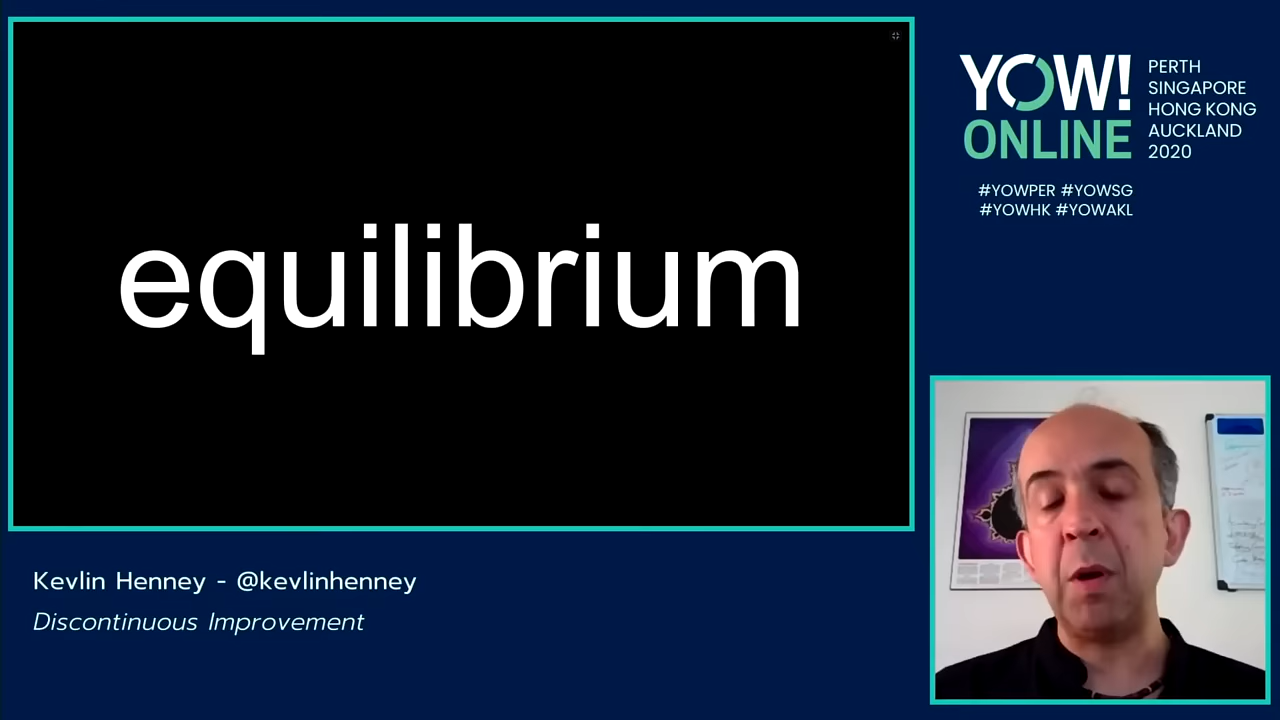 equilibrium
YOW!
ONLINE
PERTH
SINGAPORE
HONG KONG
AUCKLAND
2020
#YOWPER #YOWSG
#YOWHK #YOWAKL
Kevlin Henney - @kevlinhenney
Discontinuous Improvement